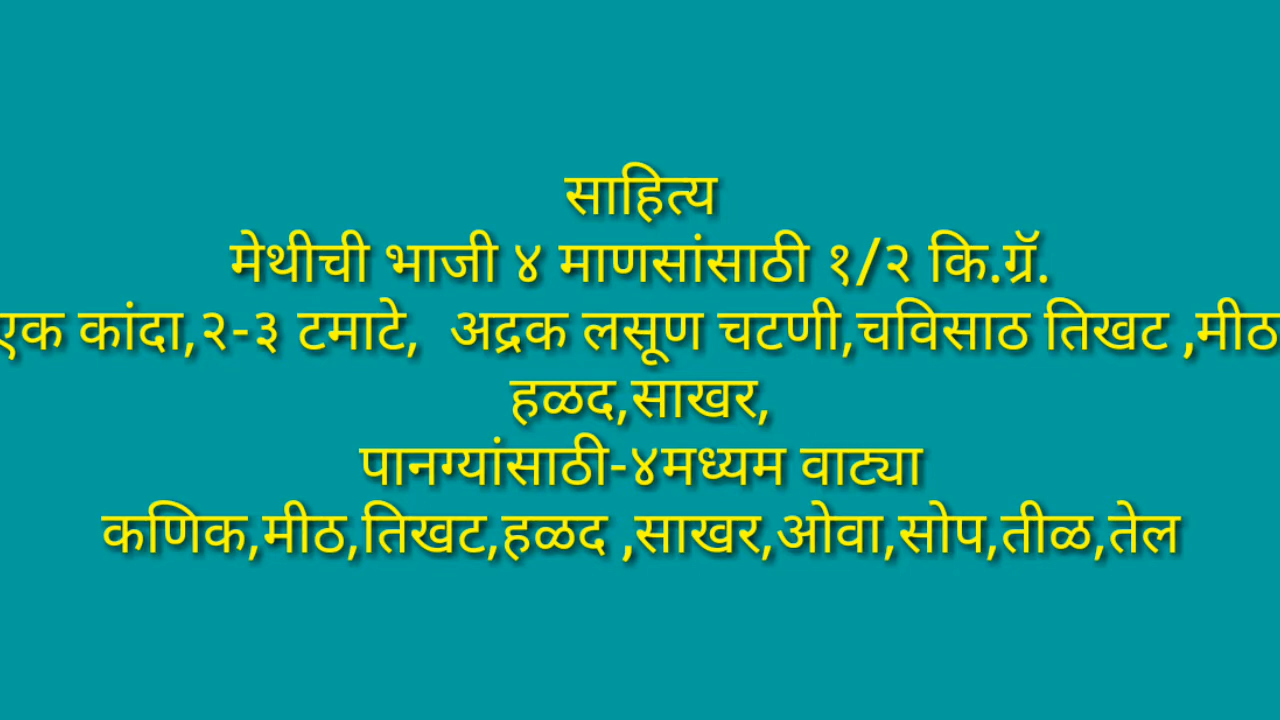 साहित्य
मेथीची भाजी ४ माणसांसाठी १/२ कि.ग्रॅ.
एक कांदा,२-३ टमाटे,  अद्रक लसूण चटणी,चविसाठ तिखट ,मीठ
हळद,साखर,
पानग्यांसाठी-४मध्यम वाट्या
कणिक,मीठ,तिखट,हळद ,साखर,ओवा,सोप,तीळ,तेल